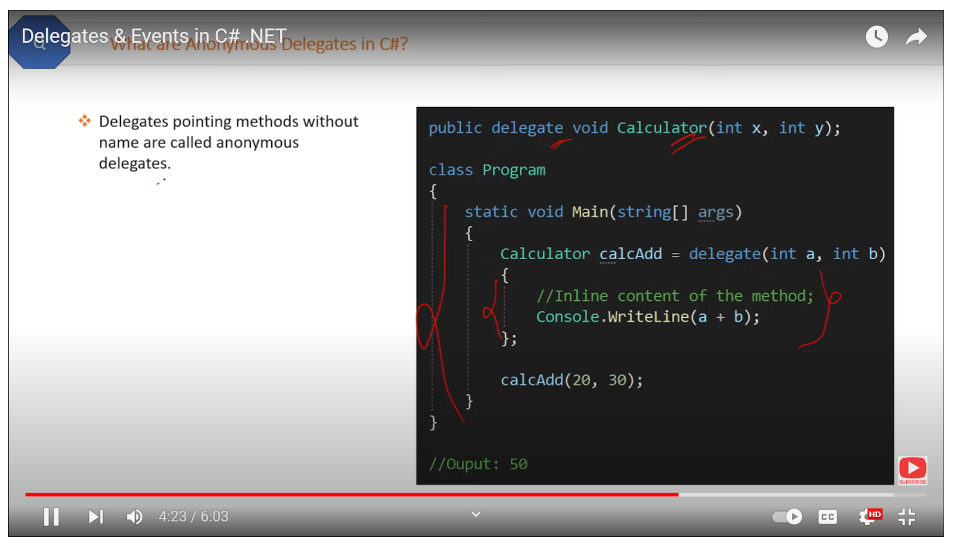 Delegates & Events in C# .NET
What are Anonymous Delegates in C#?
Delegates pointing methods without
name are called anonymous
delegates.
public delegate void Calculator(int x, int y);
class Program
{
static void Main(string[] args)
{
Calculator calcAdd = delegate(int a, int b)
{
//Inline content of the method;
Console.WriteLine(a + b);
};
calcAdd(20, 30);
}
}
//Ouput: 50
SUBSCRIBE
4:23 / 6:03
CC
HD